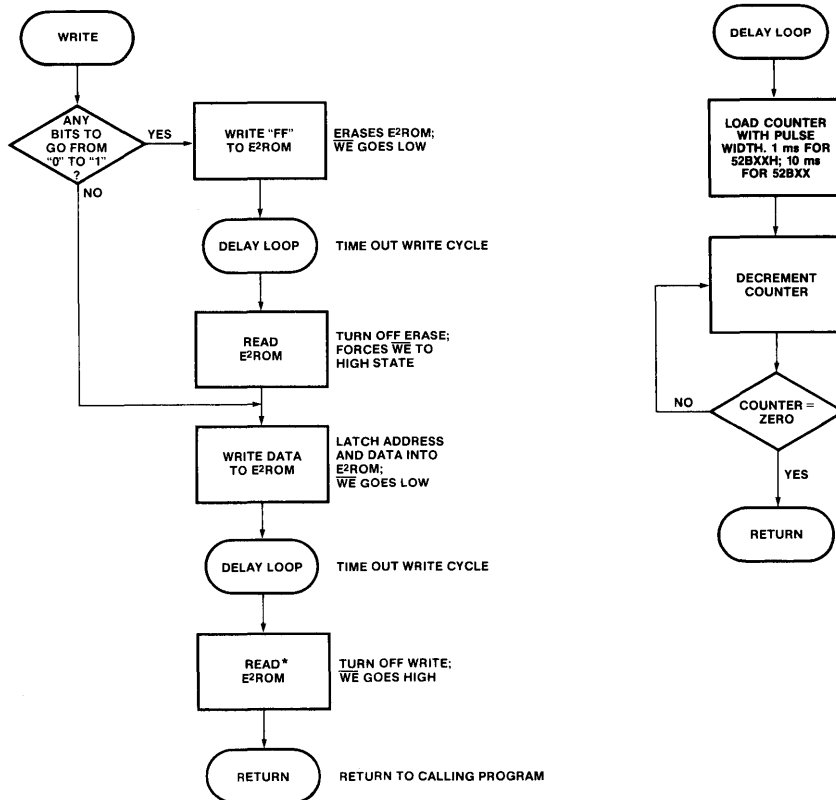 WRITE
ANY
BITS TO
GO FROM
"0" TO "1"
?
YES
NO
WRITE "FF"
TO E²ROM
ERASES E²ROM;
WE GOES LOW
DELAY LOOP
TIME OUT WRITE CYCLE
READ
E²ROM
TURN OFF ERASE;
FORCES WE TO
HIGH STATE
WRITE DATA
TO E²ROM
LATCH ADDRESS
AND DATA INTO
E²ROM;
WE GOES LOW
DELAY LOOP
TIME OUT WRITE CYCLE
READ*
E²ROM
TURN OFF WRITE;
WE GOES HIGH
RETURN
RETURN TO CALLING PROGRAM
DELAY LOOP
LOAD COUNTER
WITH PULSE
WIDTH. 1 ms FOR
52BXXH; 10 ms
FOR 52BXX
DECREMENT
COUNTER
NO
COUNTER =
ZERO
YES
RETURN